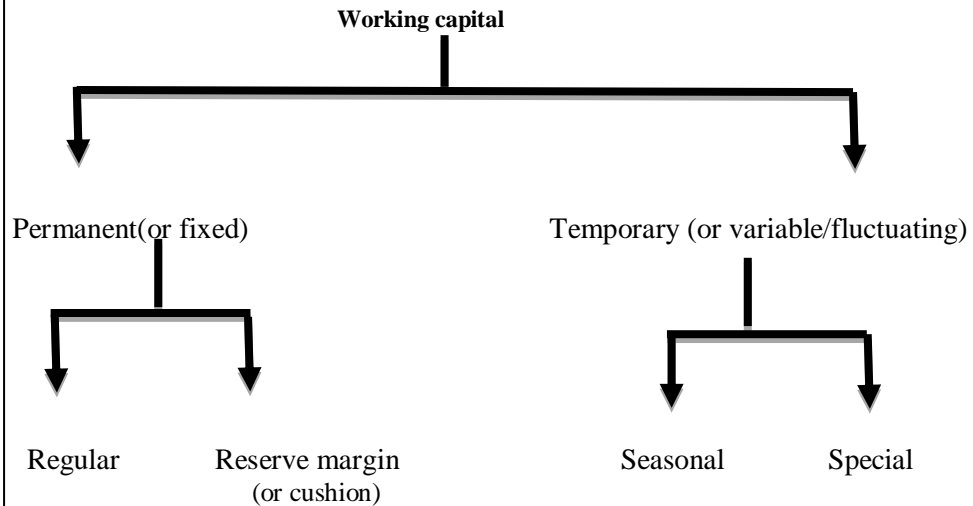 Working capital
Permanent(or fixed)
Temporary (or variable/fluctuating)
Regular
Reserve margin
(or cushion)
Seasonal
Special